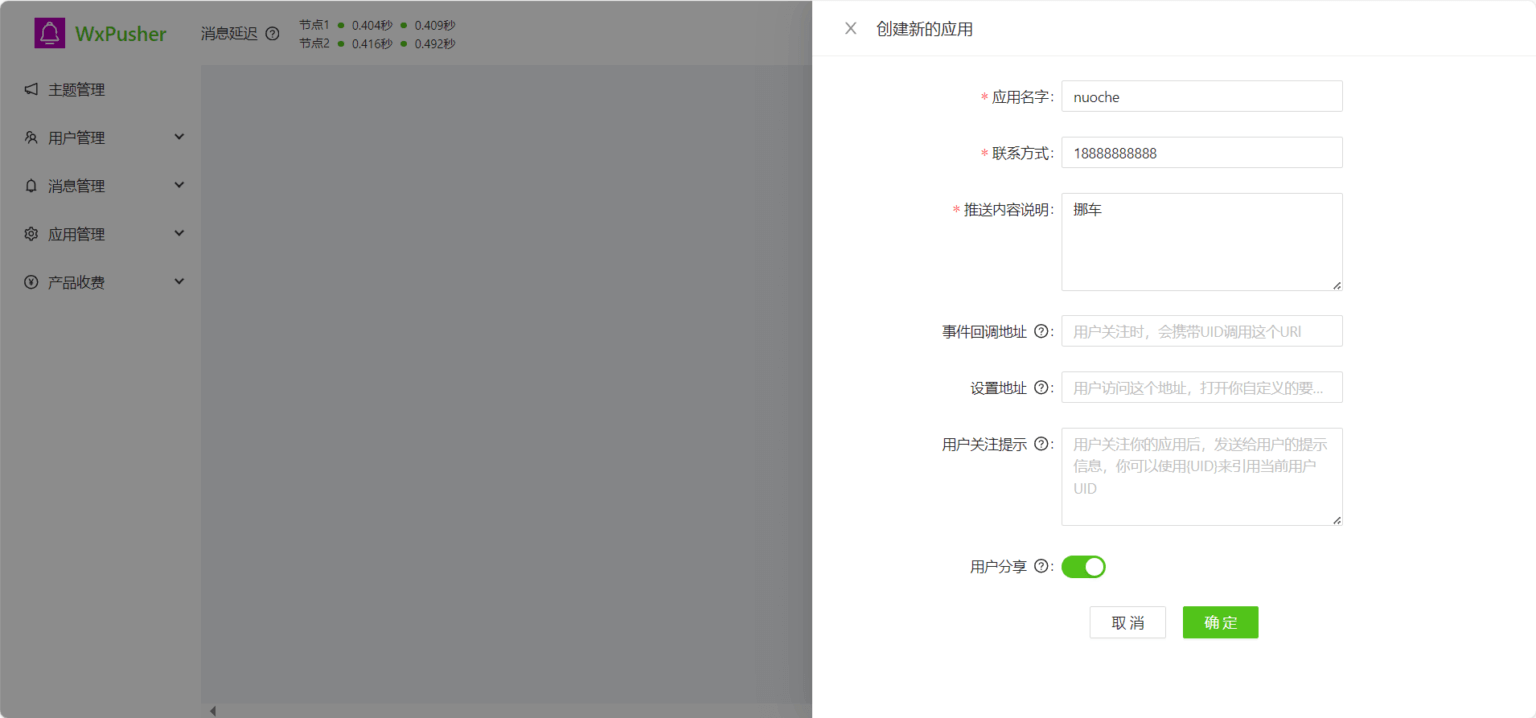 WxPusher
消息延迟
节点1 0.404秒 0.409秒
节点2 0.416秒 0.492秒
主题管理
用户管理
消息管理
应用管理
产品收费
创建新的应用
* 应用名字: nuoche
* 联系方式: 18888888888
* 推送内容说明: 挪车
事件回调地址 : 用户关注时，会携带UID调用这个URl
设置地址 : 用户访问这个地址，打开你自定义的要...
用户关注提示 : 用户关注你的应用后，发送给用户的提示
信息，你可以使用{UID}来引用当前用户
UID
用户分享 :
取 消
确 定